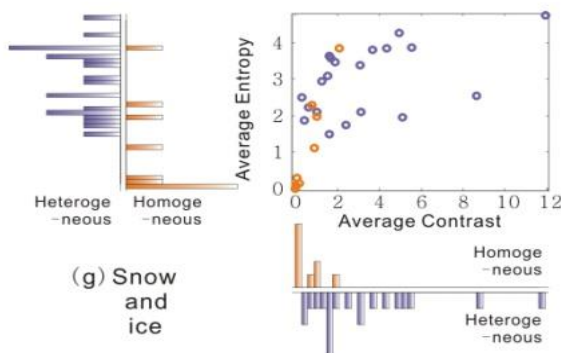 Heteroge
-neous
Homoge
-neous
(g) Snow
and
ice
Average Entropy
4
3
2
1
0
0 2 4 6 8 10 12
Average Contrast
Homoge
-neous
Heteroge
-neous